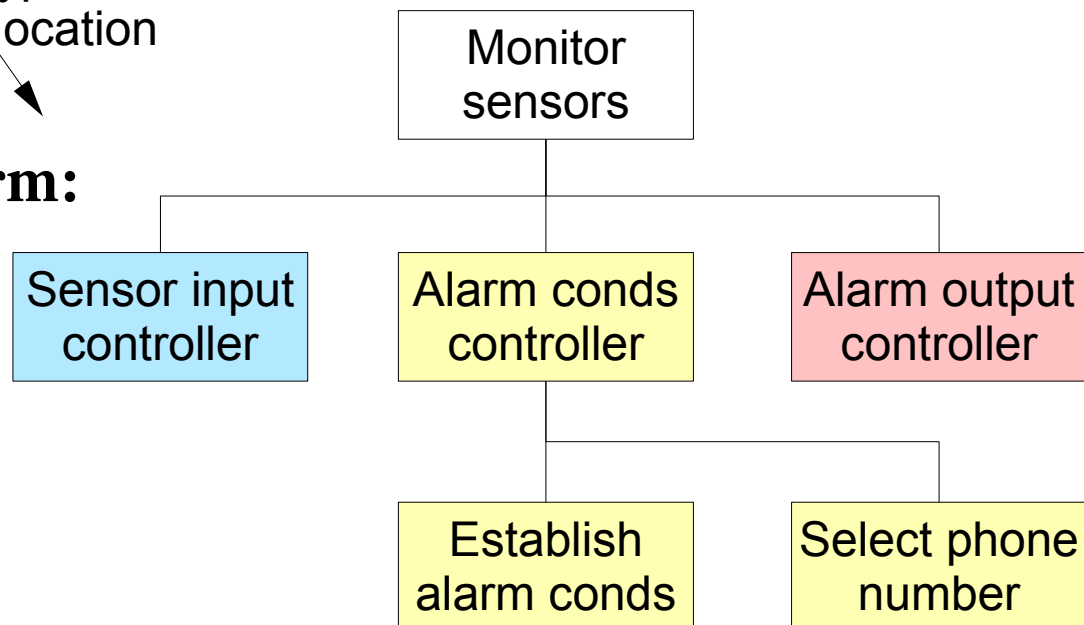 ocation
rm:
Monitor
sensors
Sensor input
controller
Alarm conds
controller
Alarm output
controller
Establish
alarm conds
Select phone
number